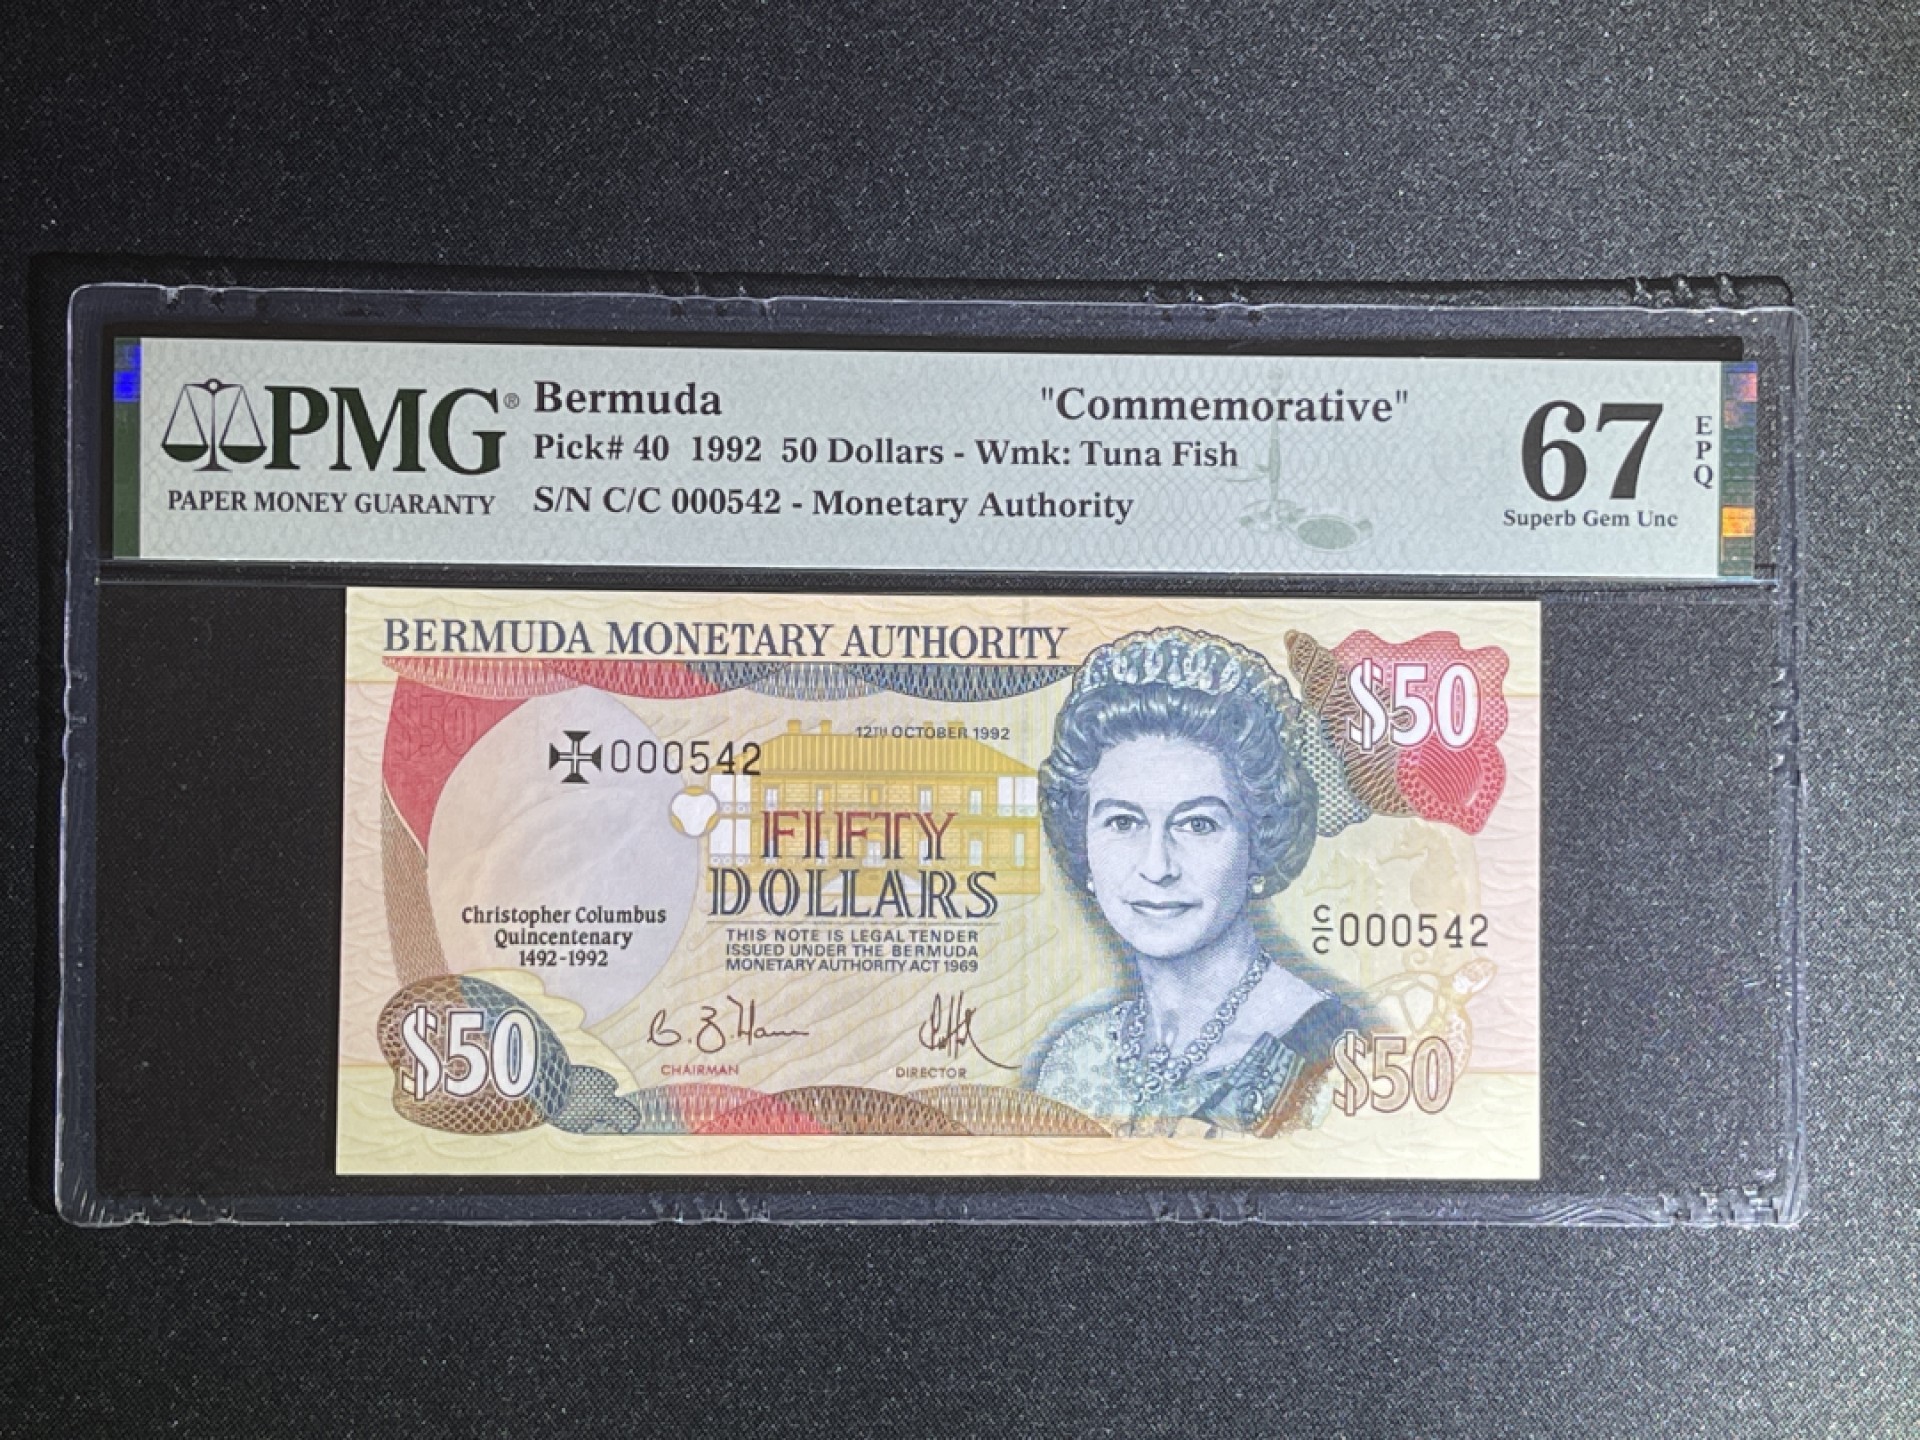 PMG®
PAPER MONEY GUARANTY
Bermuda "Commemorative"
Pick# 40 1992 50 Dollars - Wmk: Tuna Fish
S/N C/C 000542 - Monetary Authority
67
EPQ
Superb Gem Unc
BERMUDA MONETARY AUTHORITY
$50
12TH OCTOBER 1992
000542
FIFTY
DOLLARS
Christopher Columbus
Quincentenary
1492-1992
THIS NOTE IS LEGAL TENDER
ISSUED UNDER THE BERMUDA
MONETARY AUTHORITY ACT 1969
C/C 000542
CHAIRMAN
DIRECTOR
$50
$50